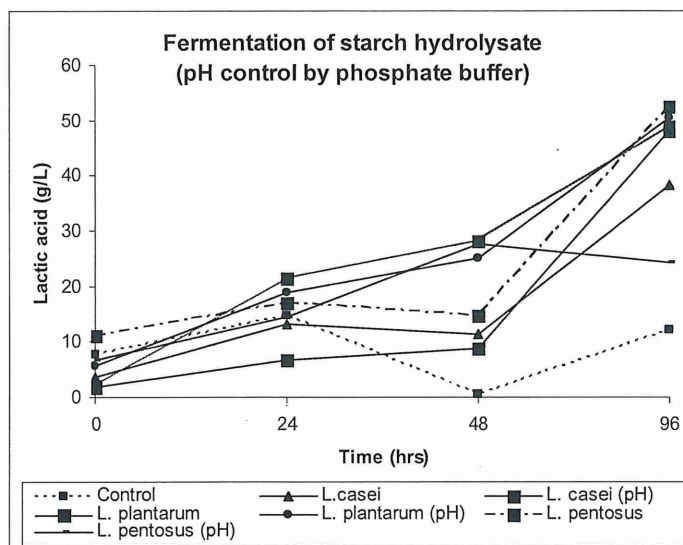 Fermentation of starch hydrolysate
(pH control by phosphate buffer)
Lactic acid (g/L)
60
50
40
30
20
10
0
0 24 48 96
Time (hrs)
Control L.casei L. casei (pH)
L. plantarum L. plantarum (pH) L. pentosus
L. pentosus (pH)